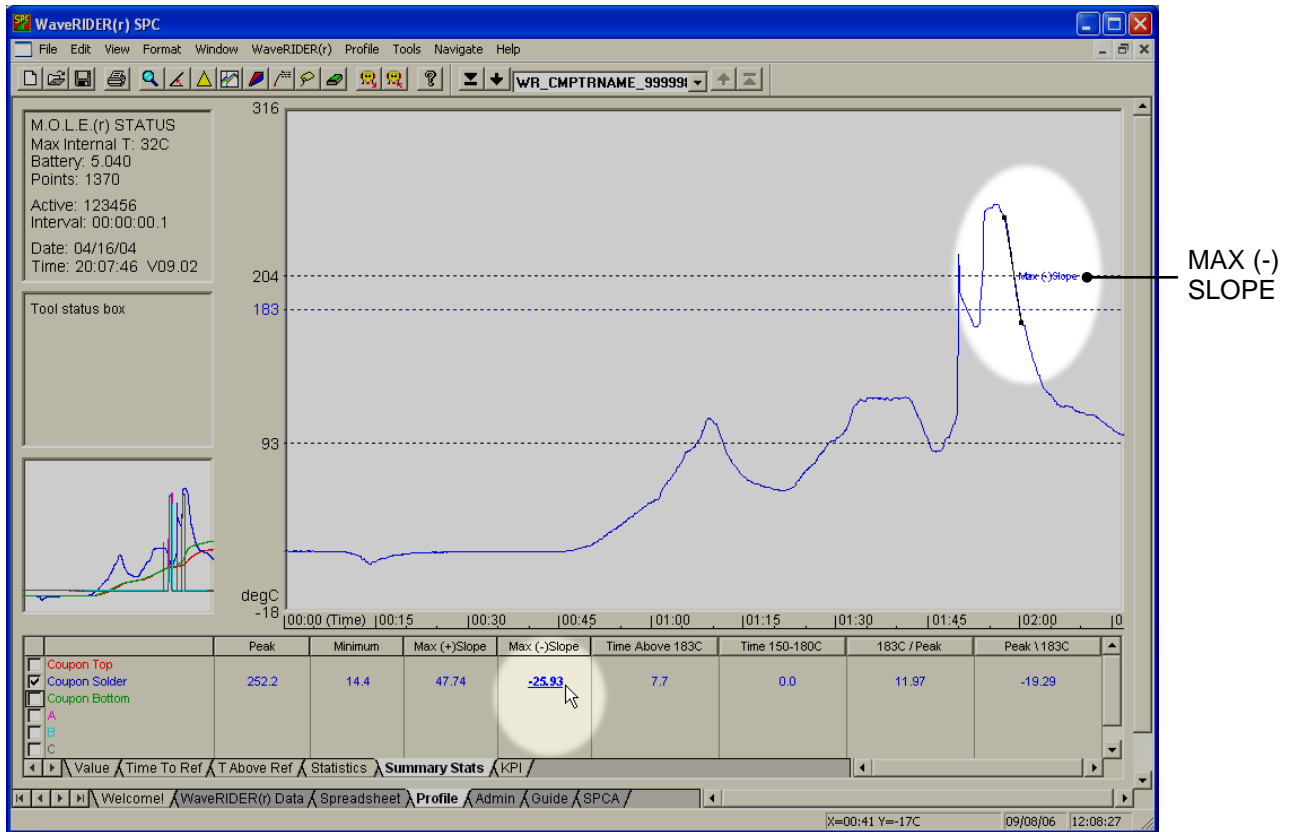 WaveRIDER(r) SPC
File Edit View Format Window WaveRIDER(r) Profile Tools Navigate Help
WR_CMPTRNAME_999998
M.O.L.E.(r) STATUS
Max Internal T: 32C
Battery: 5.040
Points: 1370
Active: 123456
Interval: 00:00:00.1
Date: 04/16/04
Time: 20:07:46 V09.02
Tool status box
316
204
183
93
degC
-18
Max (-)Slope
MAX (-)
SLOPE
|00:00 (Time) |00:15 |00:30 |00:45 |01:00 |01:15 |01:30 |01:45 |02:00 |0
Peak Minimum Max (+)Slope Max (-)Slope Time Above 183C Time 150-180C 183C / Peak Peak \ 183C
Coupon Top
Coupon Solder 252.2 14.4 47.74 -25.93 7.7 0.0 11.97 -19.29
Coupon Bottom
A
B
C
Value Time To Ref T Above Ref Statistics Summary Stats KPI
Welcome! WaveRIDER(r) Data Spreadsheet Profile Admin Guide SPCA
X=00:41 Y=-17C 09/08/06 12:08:27